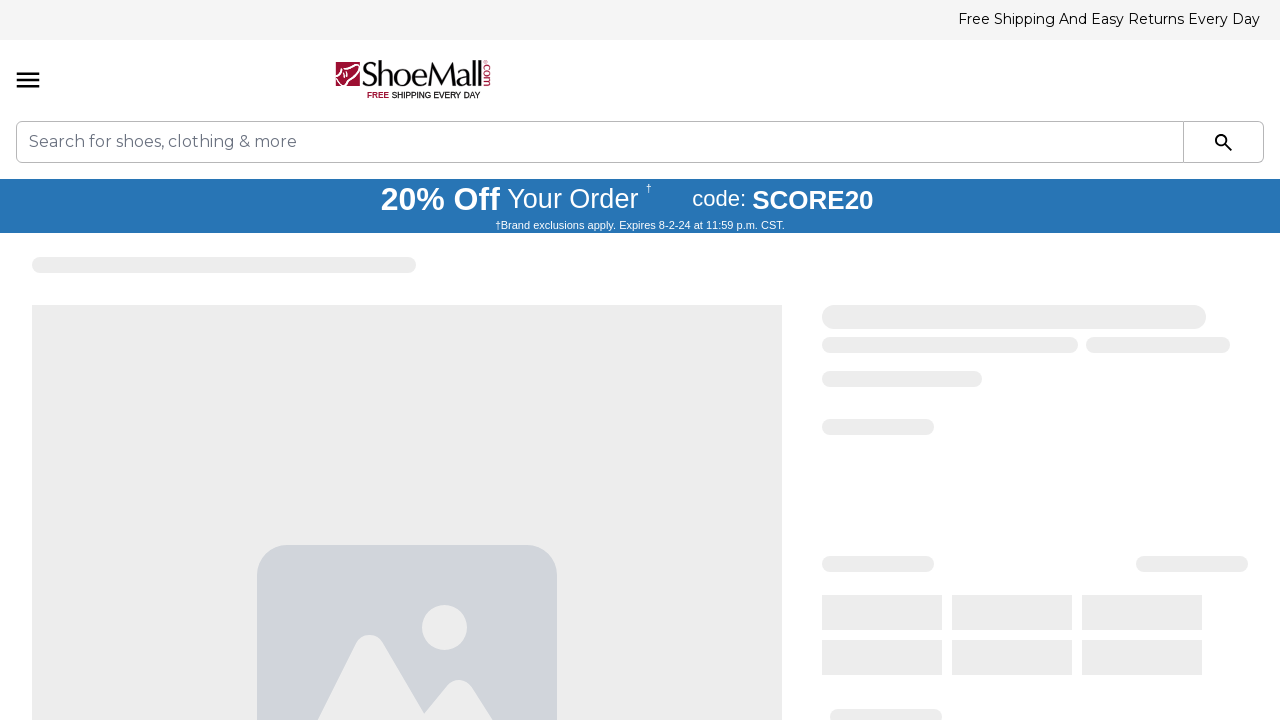 Free Shipping And Easy Returns Every Day
ShoeMall.com
FREE SHIPPING EVERY DAY
Search for shoes, clothing & more
20% Off Your Order † code: SCORE20
†Brand exclusions apply. Expires 8-2-24 at 11:59 p.m. CST.